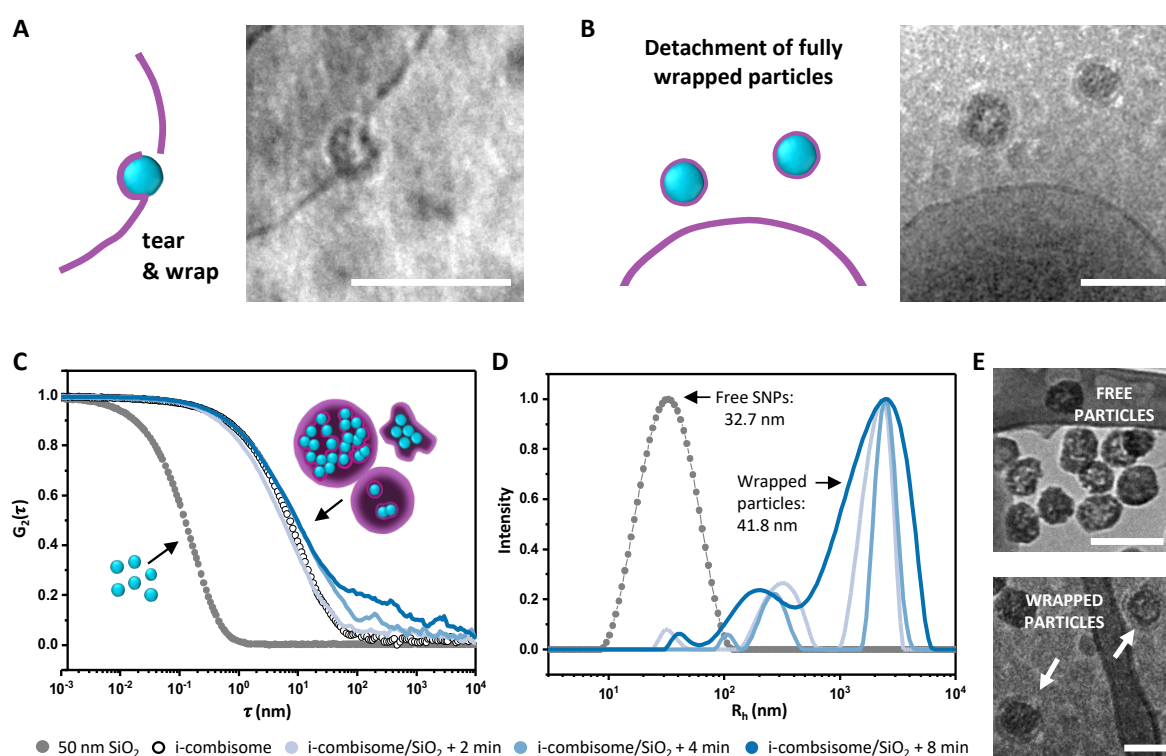 A
tear
& wrap
B
Detachment of fully
wrapped particles
C
G₂(τ)
1.0
0.8
0.6
0.4
0.2
0.0
10⁻³ 10⁻² 10⁻¹ 10⁰ 10¹ 10² 10³ 10⁴
τ (nm)
D
Intensity
1.0
0.8
0.6
0.4
0.2
0.0
Free SNPs:
32.7 nm
Wrapped
particles:
41.8 nm
10¹ 10² 10³ 10⁴
Rₕ (nm)
E
FREE
PARTICLES
WRAPPED
PARTICLES
50 nm SiO₂ i-combisome i-combisome/SiO₂ + 2 min i-combisome/SiO₂ + 4 min i-combisome/SiO₂ + 8 min